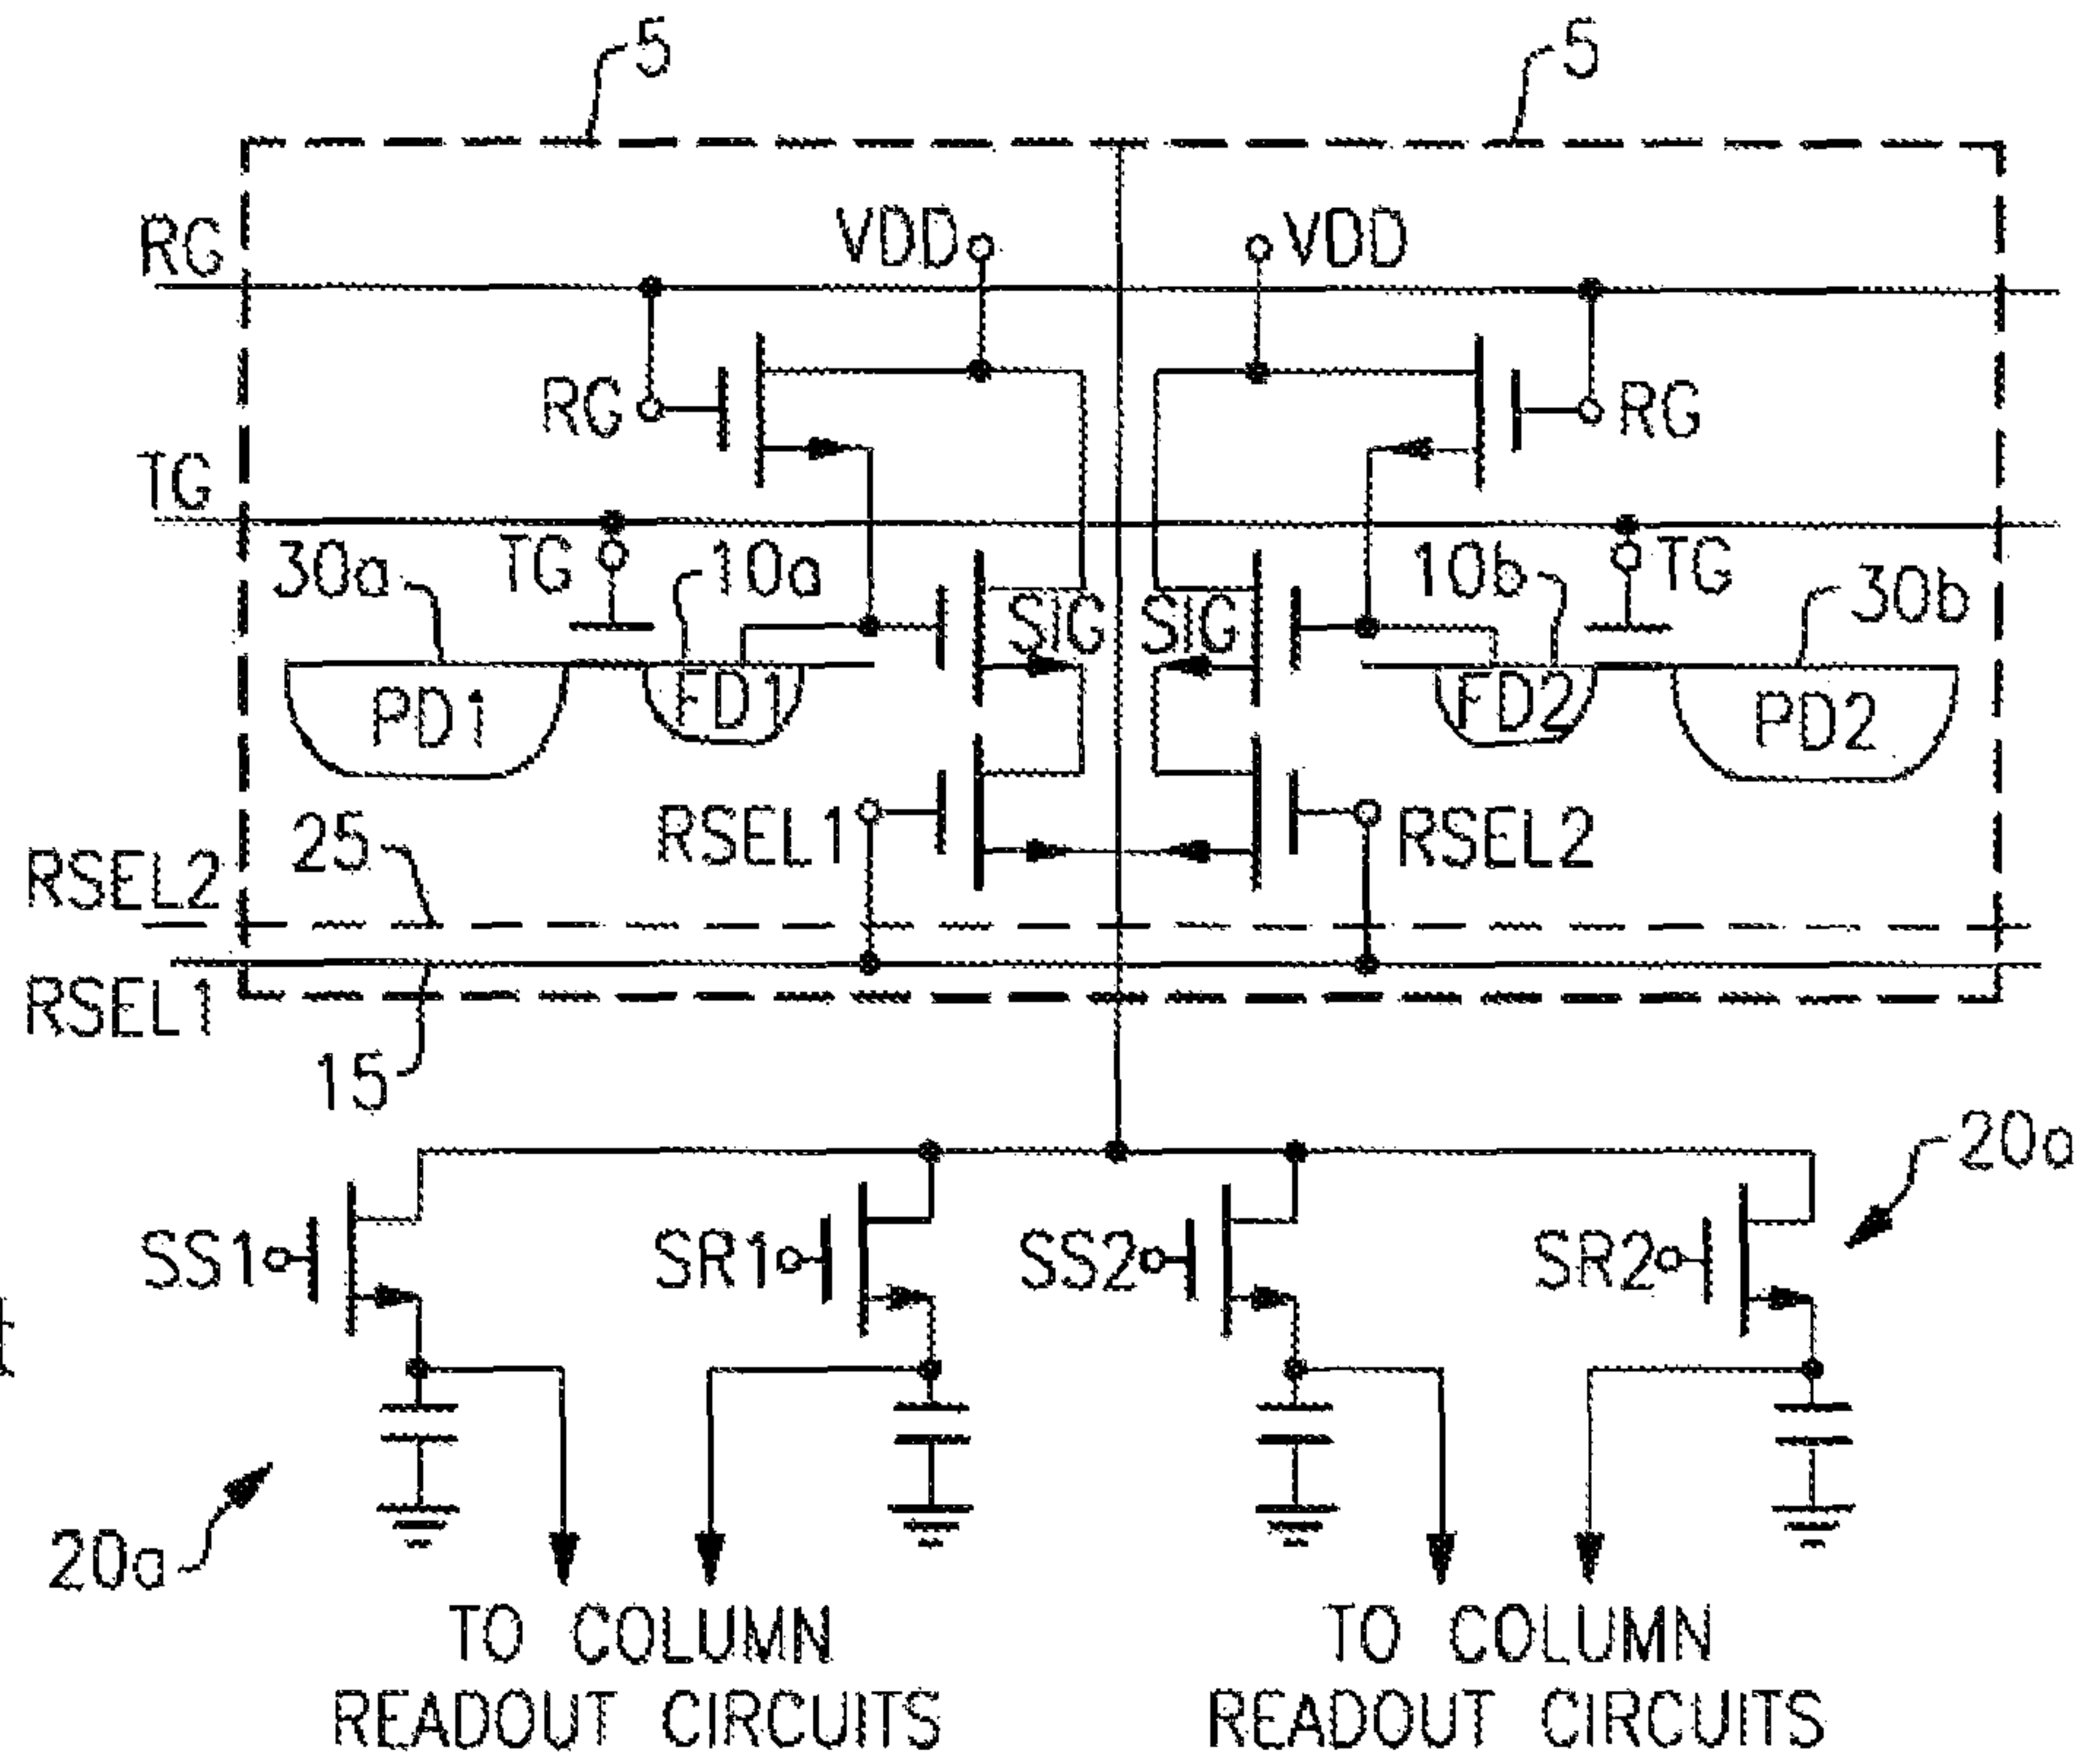 5 5
RG VDD VDD
RG RG
TG
30a TG 10a SIG SIG 10b TG 30b
PD1 FD1 FD2 PD2
RSEL1 RSEL2
RSEL2 25
RSEL1
15
20a
SS1 SR1 SS2 SR2
20a
TO COLUMN TO COLUMN
READOUT CIRCUITS READOUT CIRCUITS